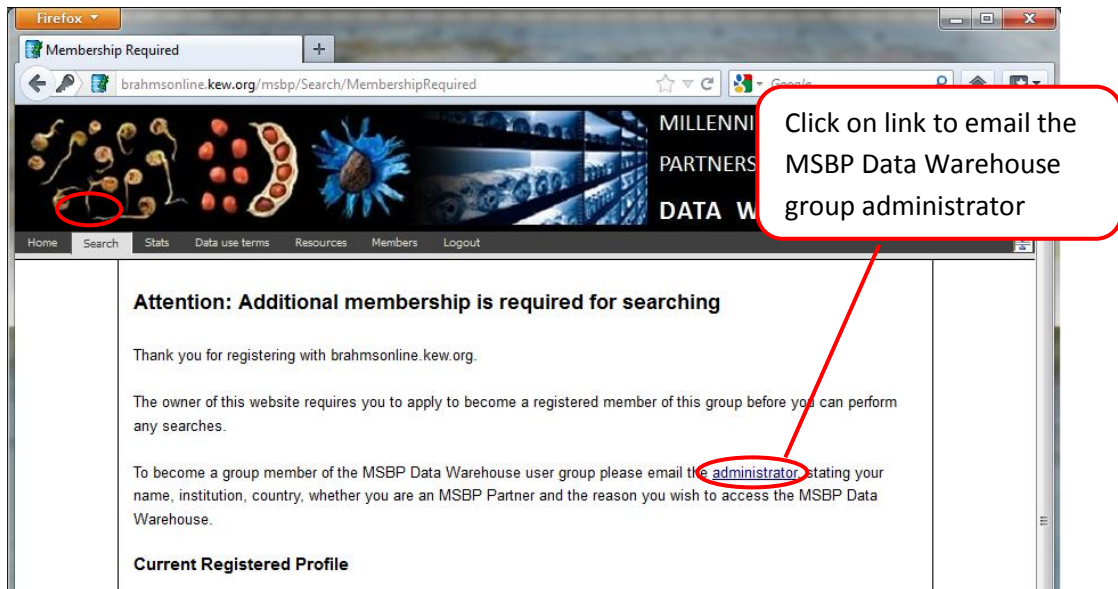 Firefox
Membership Required
brahmsonline.kew.org/msbp/Search/MembershipRequired
Google
MILLENNI
PARTNERS
DATA W
Click on link to email the
MSBP Data Warehouse
group administrator
Home Search Stats Data use terms Resources Members Logout
Attention: Additional membership is required for searching
Thank you for registering with brahmsonline.kew.org.
The owner of this website requires you to apply to become a registered member of this group before you can perform
any searches.
To become a group member of the MSBP Data Warehouse user group please email the administrator, stating your
name, institution, country, whether you are an MSBP Partner and the reason you wish to access the MSBP Data
Warehouse.
Current Registered Profile